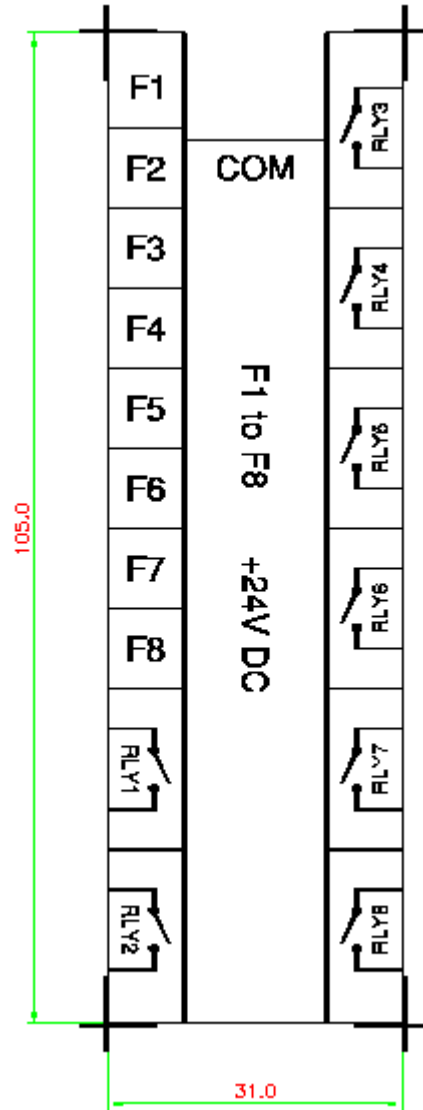 F1
F2
F3
F4
F5
F6
F7
F8
RLY1
RLY2
COM
F1 to F8 +24V DC
RLY3
RLY4
RLY5
RLY6
RLY7
RLY8
105.0
31.0